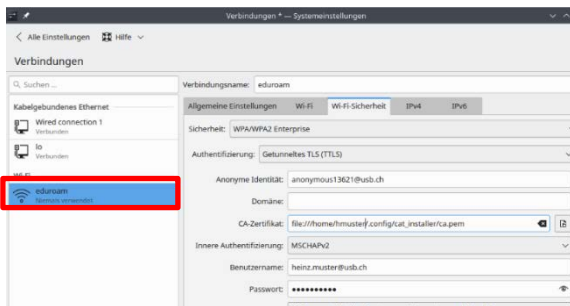 Verbindungen * — Systemeinstellungen
Alle Einstellungen Hilfe
Verbindungen
Suchen ...
Verbindungsname: eduroam
Kabelgebundenes Ethernet
Wired connection 1
Verbunden
lo
Verbunden
Wi-Fi
eduroam
Niemals verwendet
Allgemeine Einstellungen Wi-Fi Wi-Fi-Sicherheit IPv4 IPv6
Sicherheit: WPA/WPA2 Enterprise
Authentifizierung: Getunneltes TLS (TTLS)
Anonyme Identität: anonymous13621@usb.ch
Domäne:
CA-Zertifikat: file:///home/hmuster/.config/cat_installer/ca.pem
Innere Authentifizierung: MSCHAPv2
Benutzername: heinz.muster@usb.ch
Passwort: ••••••••••